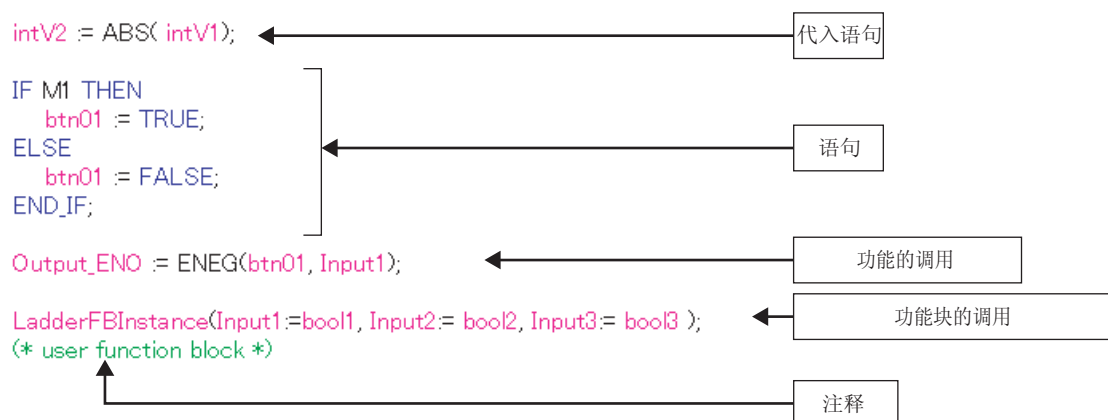 intV2 := ABS( intV1);
代入语句
IF M1 THEN
btn01 := TRUE;
ELSE
btn01 := FALSE;
END_IF;
语句
Output_ENO := ENEG(btn01, Input1);
功能的调用
LadderFBInstance(Input1:=bool1, Input2:= bool2, Input3:= bool3 );
功能块的调用
(* user function block *)
注释